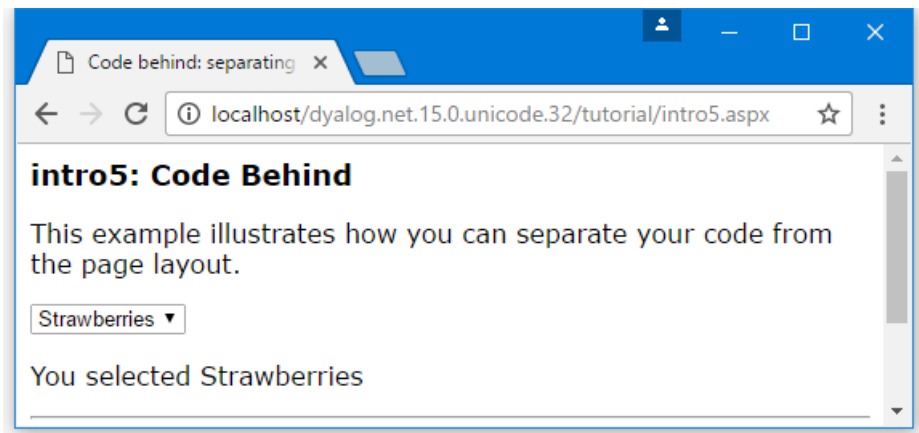 Code behind: separating
localhost/dyalog.net.15.0.unicode.32/tutorial/intro5.aspx
intro5: Code Behind
This example illustrates how you can separate your code from
the page layout.
Strawberries
You selected Strawberries